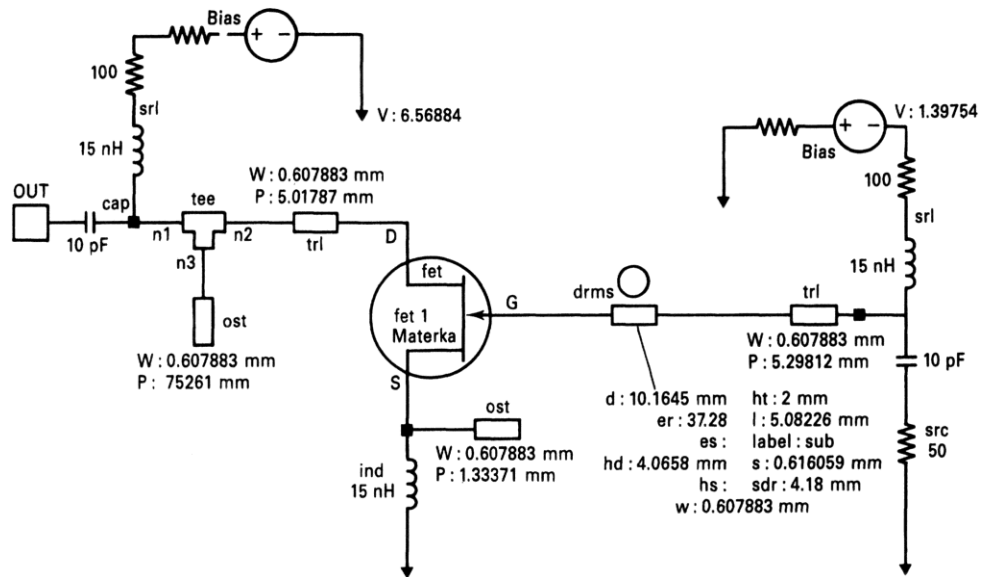 Bias
+ −
100
srl
V : 6.56884
15 nH
V : 1.39754
+ −
Bias
100
srl
15 nH
W : 0.607883 mm
P : 5.01787 mm
OUT
cap
tee
10 pF
n1
n2
n3
trl
D
fet
fet 1
Materka
G
S
drms
trl
W : 0.607883 mm
P : 5.29812 mm
10 pF
ost
W : 0.607883 mm
P : 75261 mm
d : 10.1645 mm ht : 2 mm
er : 37.28 l : 5.08226 mm
es : label : sub
hd : 4.0658 mm s : 0.616059 mm
hs : sdr : 4.18 mm
w : 0.607883 mm
src
50
ost
W : 0.607883 mm
P : 1.33371 mm
ind
15 nH